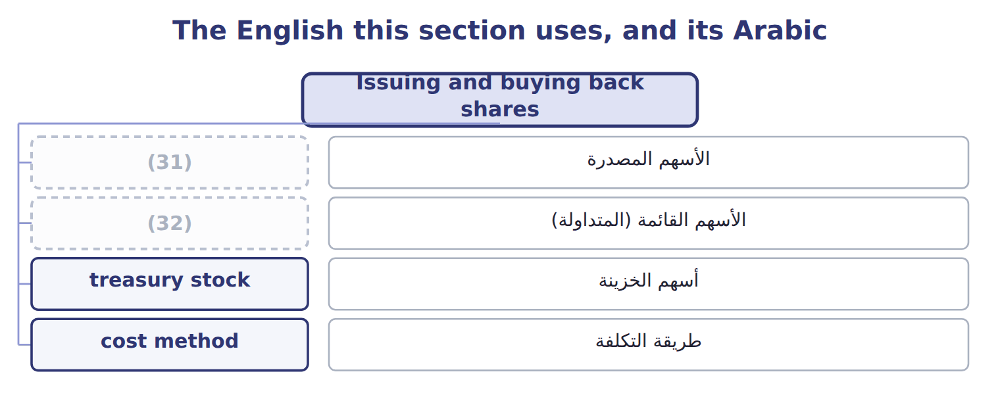 The English this section uses, and its Arabic
Issuing and buying back
shares
(31)
الأسهم المصدرة
(32)
الأسهم القائمة (المتداولة)
treasury stock
أسهم الخزينة
cost method
طريقة التكلفة